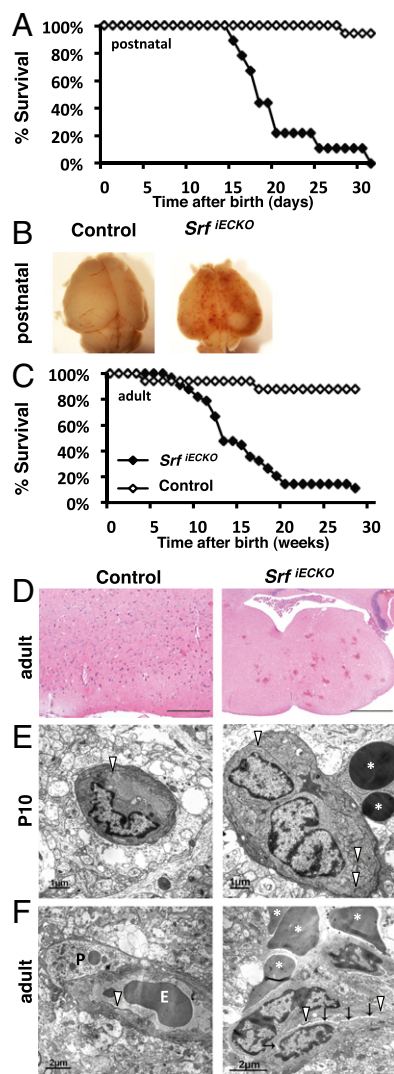 A
100%
80%
60%
40%
20%
0%
% Survival
postnatal
0 5 10 15 20 25 30
Time after birth (days)
B
Control Srf iECKO
postnatal
C
100%
80%
60%
40%
20%
0%
% Survival
adult
Srf iECKO
Control
0 5 10 15 20 25 30
Time after birth (weeks)
Control Srf iECKO
D
adult
E
P10
* *
1µm 1µm
F
adult
P
E
* * *
2µm 2µm